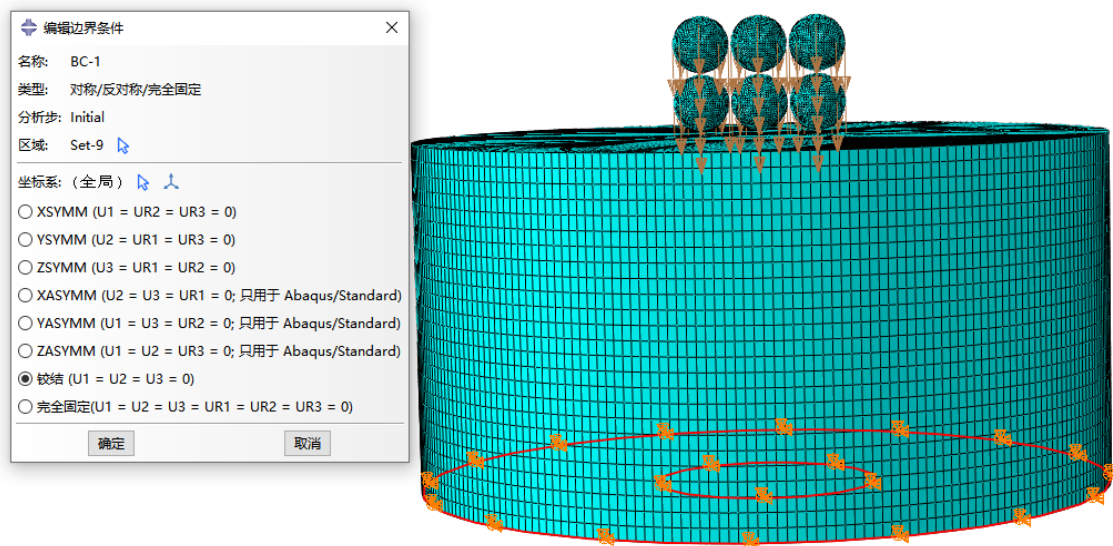 编辑边界条件
名称: BC-1
类型: 对称/反对称/完全固定
分析步: Initial
区域: Set-9
坐标系: (全局)
XSYMM (U1 = UR2 = UR3 = 0)
YSYMM (U2 = UR1 = UR3 = 0)
ZSYMM (U3 = UR1 = UR2 = 0)
XASYMM (U2 = U3 = UR1 = 0; 只用于 Abaqus/Standard)
YASYMM (U1 = U3 = UR2 = 0; 只用于 Abaqus/Standard)
ZASYMM (U1 = U2 = UR3 = 0; 只用于 Abaqus/Standard)
铰结 (U1 = U2 = U3 = 0)
完全固定(U1 = U2 = U3 = UR1 = UR2 = UR3 = 0)
确定 取消